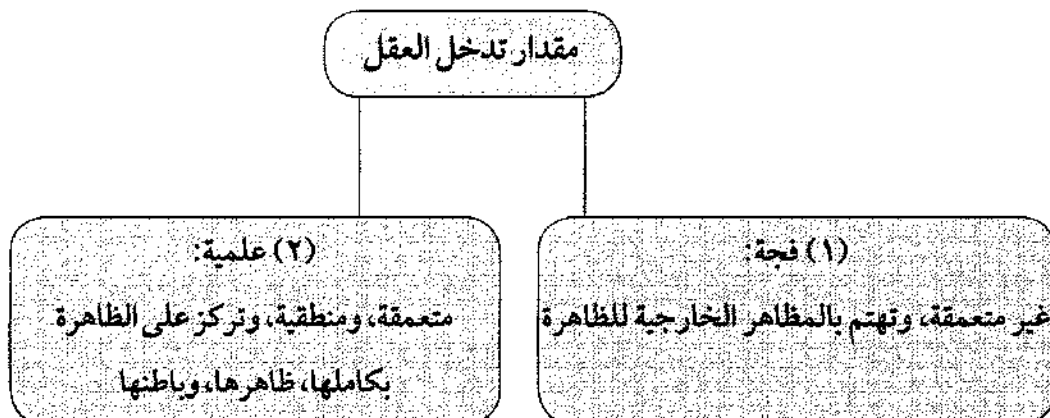 مقدار تدخل العقل
(١) فجة:
غير متعمقة، وتهتم بالمظاهر الخارجية للظاهرة
(٢) علمية:
متعمقة، ومنطقية، وتركز على الظاهرة
بكاملها، ظاهرها، وباطنها